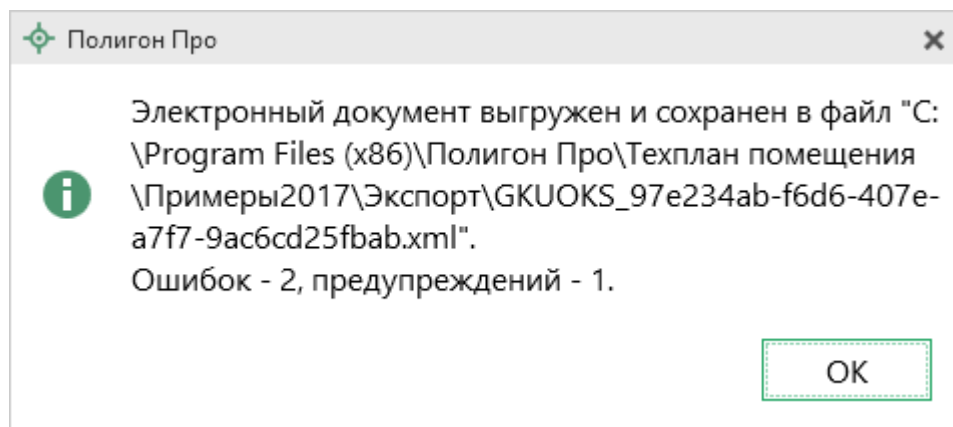 Полигон Про
Электронный документ выгружен и сохранен в файл "C:
\Program Files (x86)\Полигон Про\Техплан помещения
\Примеры2017\Экспорт\GKUOKS_97e234ab-f6d6-407e-
a7f7-9ac6cd25fbab.xml".
Ошибок - 2, предупреждений - 1.
ОК